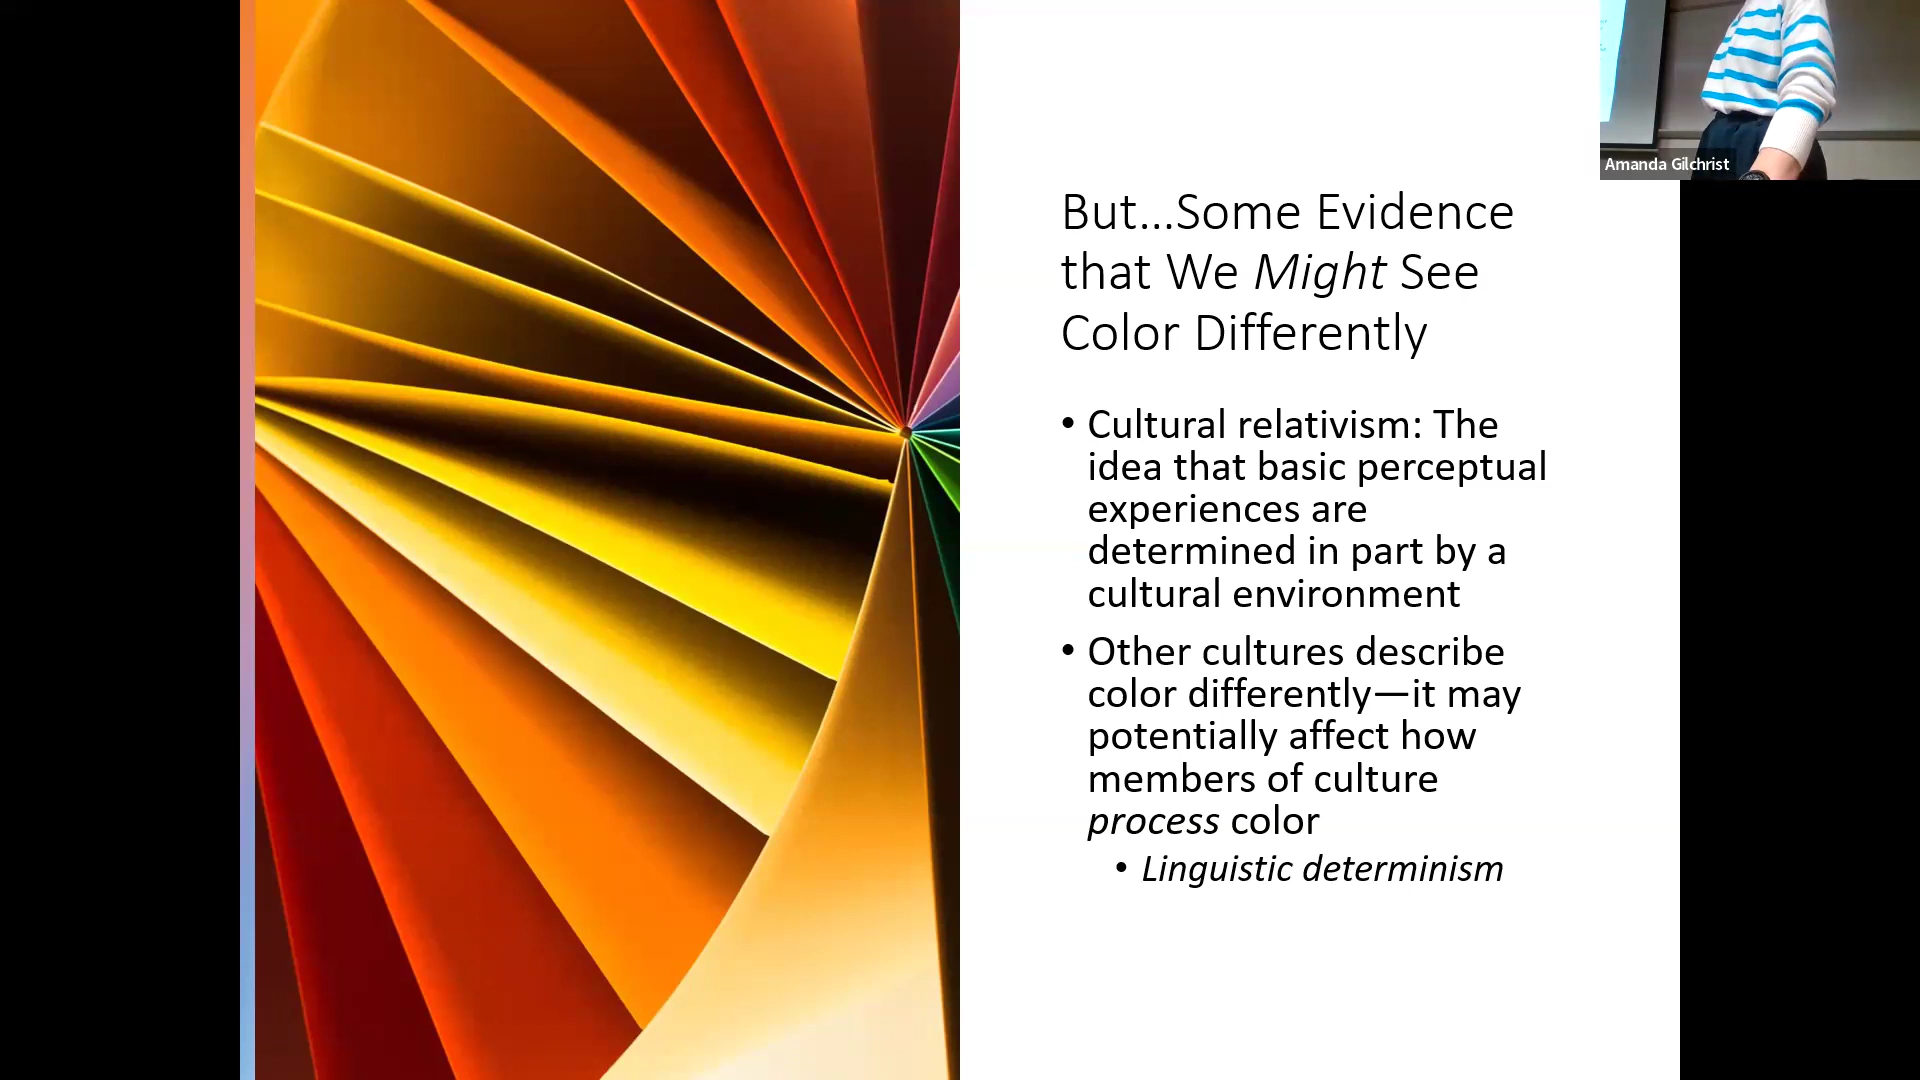 Amanda Gilchrist
But...Some Evidence
that We Might See
Color Differently
• Cultural relativism: The
idea that basic perceptual
experiences are
determined in part by a
cultural environment
• Other cultures describe
color differently—it may
potentially affect how
members of culture
process color
• Linguistic determinism